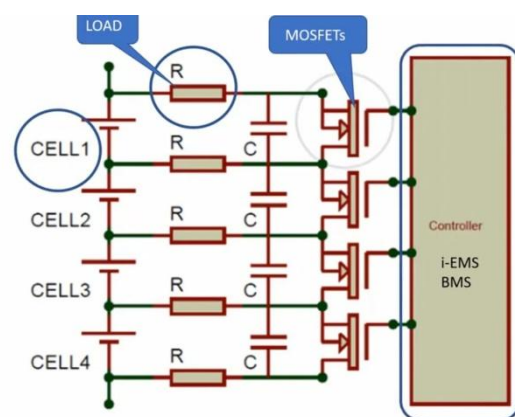 LOAD
MOSFETs
R
CELL1
R
C
CELL2
R
C
Controller
i-EMS
BMS
CELL3
R
C
CELL4
R
C